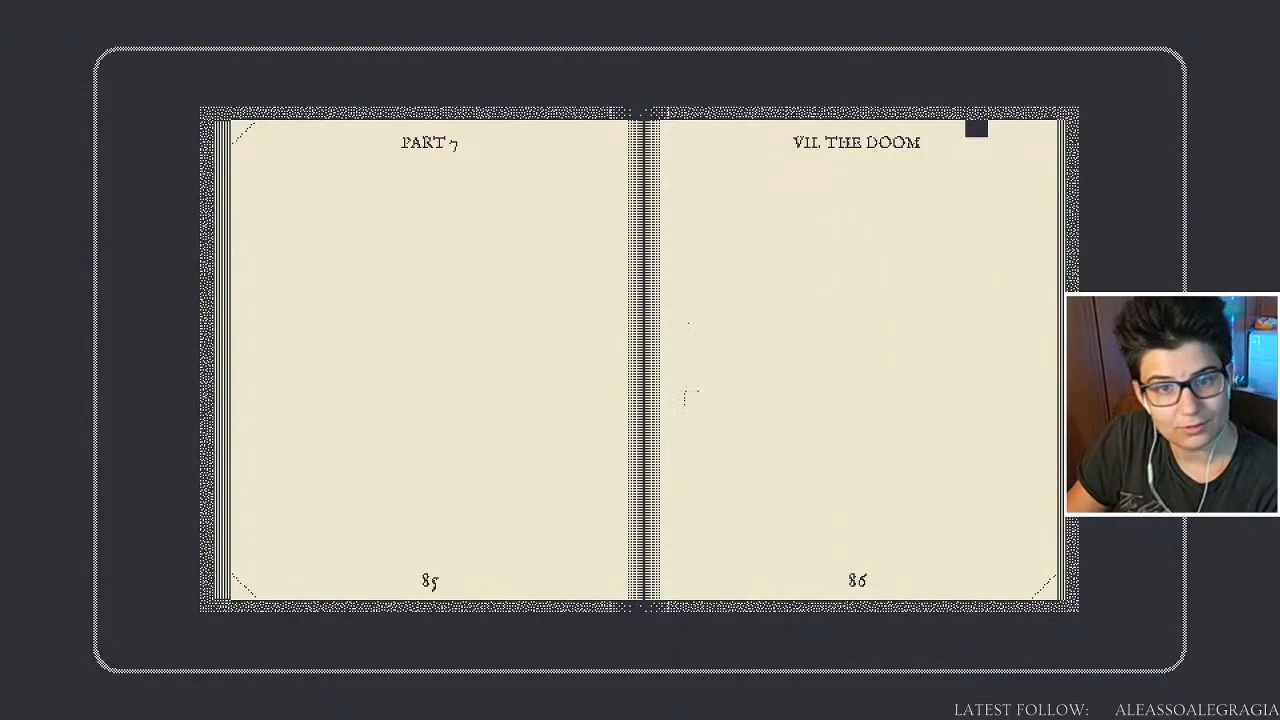 PART 7
VII. THE DOOM
85
86
LATEST FOLLOW: ALEASSOALEGRAGIA